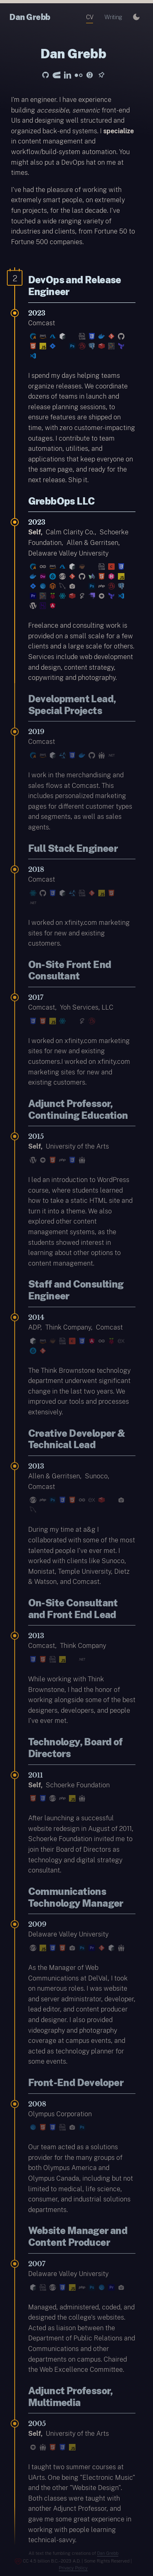 Dan Grebb
CV
Writing
Dan Grebb
I'm an engineer. I have experience
building accessible, semantic front-end
UIs and designing well structured and
organized back-end systems. I specialize
in content management and
workflow/build-system automation. You
might also put a DevOps hat on me at
times.
I've had the pleasure of working with
extremely smart people, on extremely
fun projects, for the last decade. I've
touched a wide range of variety of
industries and clients, from Fortune 50 to
Fortune 500 companies.
2
DevOps and Release
Engineer
2023
Comcast
I spend my days helping teams
organize releases. We coordinate
dozens of teams in launch and
release planning sessions, to
ensure features are shipped on
time, with zero customer-impacting
outages. I contribute to team
automation, utilities, and
applications that keep everyone on
the same page, and ready for the
next release. Ship it.
GrebbOps LLC
2023
Self, Calm Clarity Co., Schoerke
Foundation, Allen & Gerritsen,
Delaware Valley University
Freelance and consulting work is
provided on a small scale for a few
clients and a large scale for others.
Services include web development
and design, content strategy,
copywriting and photography.
Development Lead,
Special Projects
2019
Comcast
I work in the merchandising and
sales flows at Comcast. This
includes personalized marketing
pages for different customer types
and segments, as well as sales
agents.
Full Stack Engineer
2018
Comcast
I worked on xfinity.com marketing
sites for new and existing
customers.
On-Site Front End
Consultant
2017
Comcast, Yoh Services, LLC
I worked on xfinity.com marketing
sites for new and existing
customers.I worked on xfinity.com
marketing sites for new and
existing customers.
Adjunct Professor,
Continuing Education
2015
Self, University of the Arts
I led an introduction to WordPress
course, where students learned
how to take a static HTML site and
turn it into a theme. We also
covered core content
management systems, as the
students showed interest in
learning about other options to
content management.
Staff and Consulting
Engineer
2014
ADP, Think Company, Comcast
The Think Brownstone technology
department underwent significant
change in the last two years. We
improved our tools and processes
extensively.
Creative Developer &
Technical Lead
2013
Allen & Gerritsen, Sunoco,
Comcast
During my time at a&g I
collaborated with some of the most
talented people I've ever met. I
worked with clients like Sunoco,
Monistat, Temple University, Dietz
& Watson, and Comcast.
On-Site Consultant
and Front End Lead
2013
Comcast, Think Company
While working with Think
Brownstone, I had the honor of
working alongside some of the best
designers, developers, and people
I've ever met.
Technology, Board of
Directors
2011
Self, Schoerke Foundation
After launching a successful
website redesign in August of 2011,
Schoerke Foundation invited me to
join their Board of Directors as
technology and digital strategy
consultant.
Communications
Technology Manager
2009
Delaware Valley University
As the Manager of Web
Communications at DelVal, I took
on numerous roles. I was website
and server administrator, developer,
lead editor, and content producer
and designer. I also provided
videography and photography
coverage at campus events, and
acted as technology planner for
some events.
Front-End Developer
2008
Olympus Corporation
Our team acted as a solutions
provider for the many groups of
both Olympus America and
Olympus Canada, including but not
limited to medical, life science,
consumer, and industrial solutions
departments.
Website Manager and
Content Producer
2007
Delaware Valley University
Managed, administered, coded, and
designed the college's websites.
Acted as liaison between the
Department of Public Relations and
Communications and other
departments on campus. Chaired
the Web Excellence Committee.
Adjunct Professor,
Multimedia
2005
Self, University of the Arts
I taught two summer courses at
UArts. One being "Electronic Music"
and the other "Website Design".
Both classes were taught with
another Adjunct Professor, and
gave me some great experience in
working with people learning
technical-savvy.
Privacy Policy